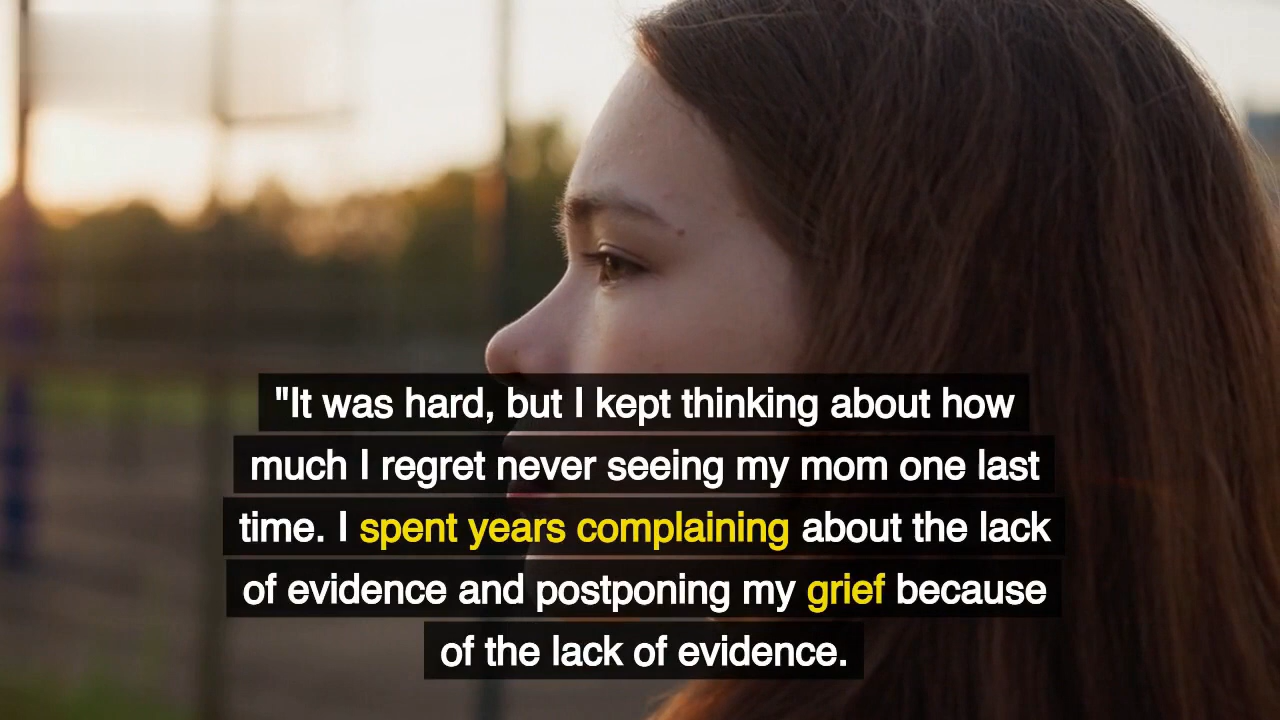 "It was hard, but I kept thinking about how
much I regret never seeing my mom one last
time. I spent years complaining about the lack
of evidence and postponing my grief because
of the lack of evidence.